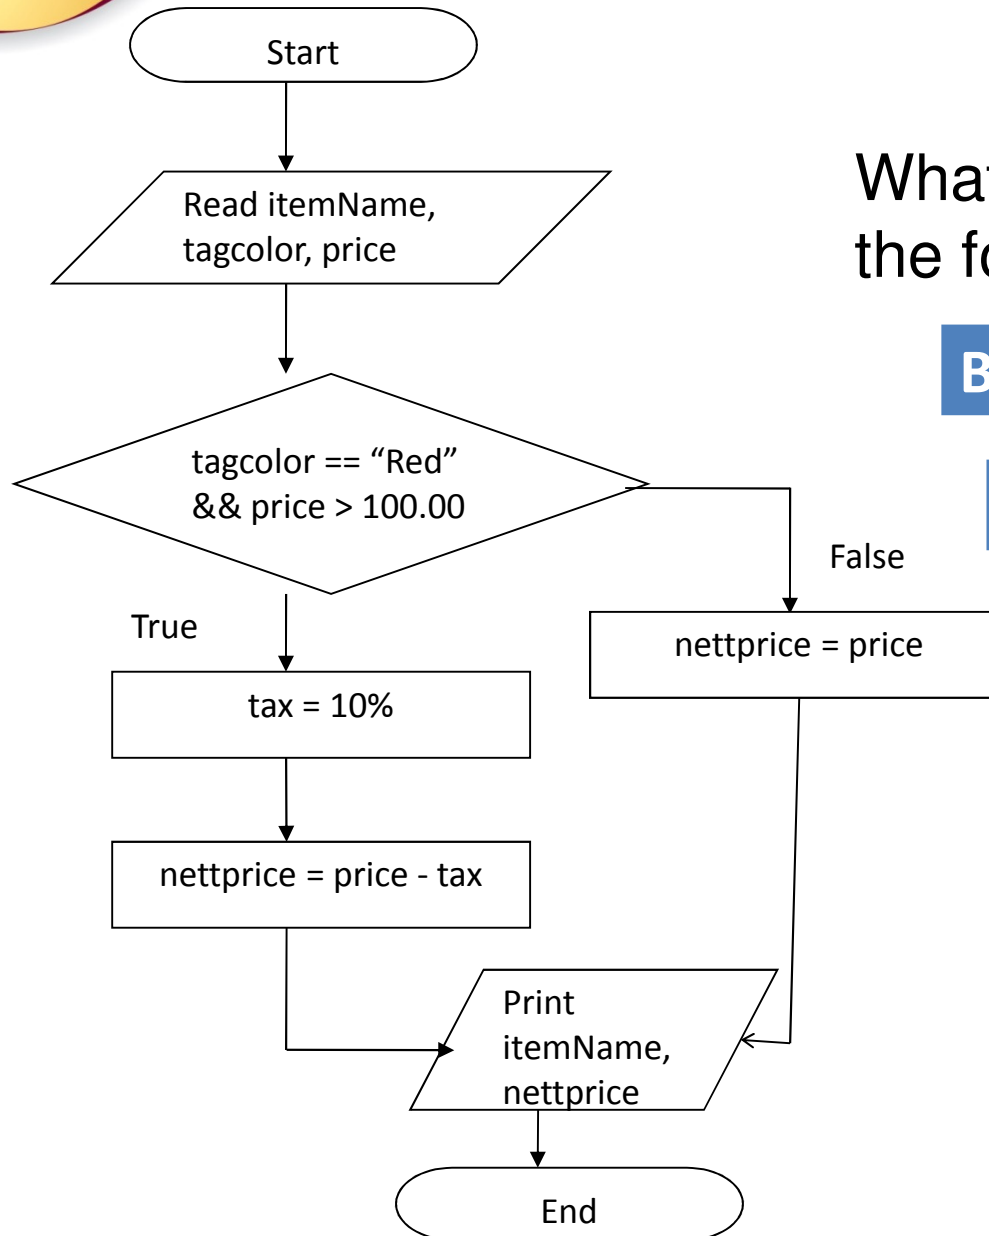 Start
Read itemName,
tagcolor, price
the
tagcolor == “Red”
&& price > 100.00
False
True
nettprice = price
tax = 10%
nettprice = price - tax
Print
itemName,
nettprice
End